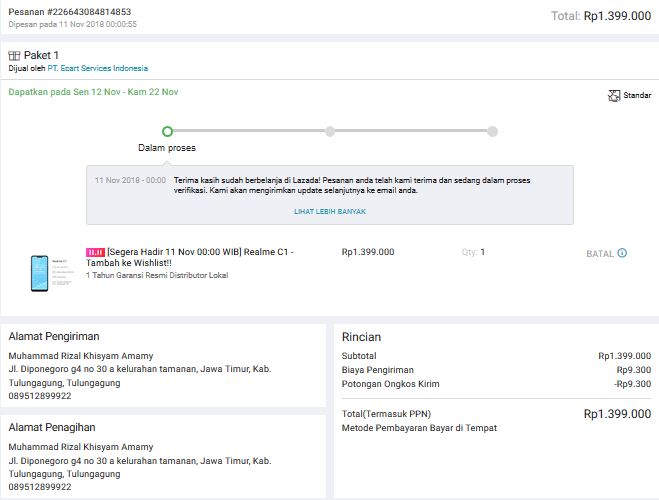 Pesanan #226643084814853
Dipesan pada 11 Nov 2018 00:00:55
Total: Rp1.399.000
Paket 1
Dijual oleh PT. Ecart Services Indonesia
Dapatkan pada Sen 12 Nov - Kam 22 Nov
Standar
Dalam proses
11 Nov 2018 - 00:00 Terima kasih sudah berbelanja di Lazada! Pesanan anda telah kami terima dan sedang dalam proses
verifikasi. Kami akan mengirimkan update selanjutnya ke email anda.
LIHAT LEBIH BANYAK
11.11 [Segera Hadir 11 Nov 00:00 WIB] Realme C1 -
Tambah ke Wishlist!!
1 Tahun Garansi Resmi Distributor Lokal
Rp1.399.000
Qty: 1
BATAL
Alamat Pengiriman
Muhammad Rizal Khisyam Amamy
Jl. Diponegoro g4 no 30 a kelurahan tamanan, Jawa Timur, Kab.
Tulungagung, Tulungagung
089512899922
Alamat Penagihan
Muhammad Rizal Khisyam Amamy
Jl. Diponegoro g4 no 30 a kelurahan tamanan, Jawa Timur, Kab.
Tulungagung, Tulungagung
089512899922
Rincian
Subtotal Rp1.399.000
Biaya Pengiriman Rp9.300
Potongan Ongkos Kirim -Rp9.300
Total(Termasuk PPN) Rp1.399.000
Metode Pembayaran Bayar di Tempat